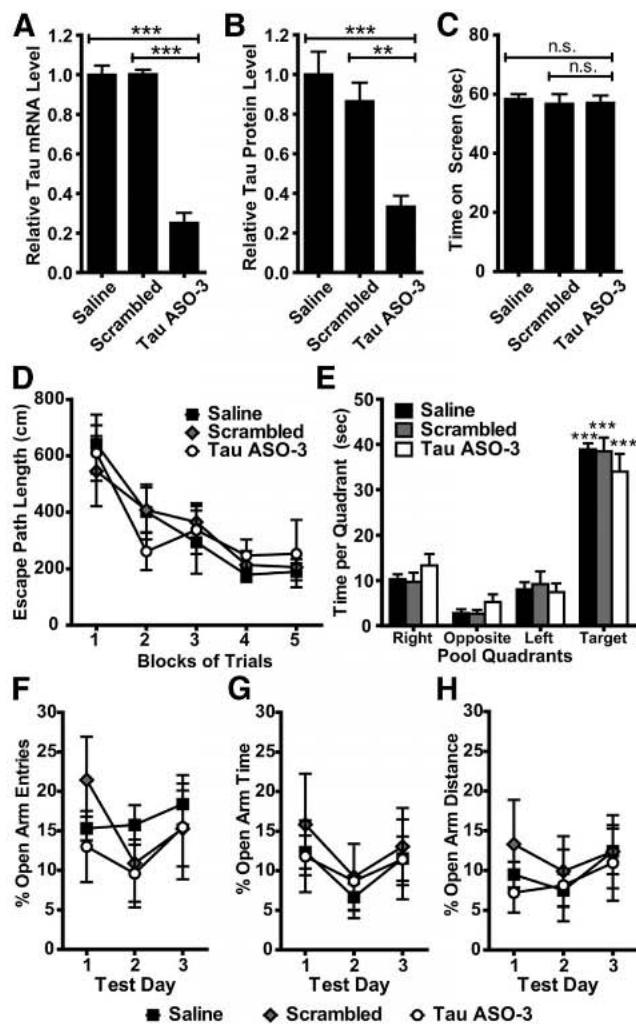 A
Relative Tau mRNA Level
1.2
1.0
0.8
0.6
0.4
0.2
0.0
***
***
Saline
Scrambled
Tau ASO-3
B
Relative Tau Protein Level
1.2
1.0
0.8
0.6
0.4
0.2
0.0
***
**
Saline
Scrambled
Tau ASO-3
C
Time on Screen (sec)
80
60
40
20
0
n.s.
n.s.
Saline
Scrambled
Tau ASO-3
D
Escape Path Length (cm)
800
600
400
200
0
Saline
Scrambled
Tau ASO-3
1 2 3 4 5
Blocks of Trials
E
Time per Quadrant (sec)
50
40
30
20
10
0
Saline
Scrambled
Tau ASO-3
***
*** ***
Right Opposite Left Target
Pool Quadrants
F
% Open Arm Entries
30
25
20
15
10
5
0
1 2 3
Test Day
G
% Open Arm Time
30
25
20
15
10
5
0
1 2 3
Test Day
H
% Open Arm Distance
30
25
20
15
10
5
0
1 2 3
Test Day
Saline Scrambled Tau ASO-3